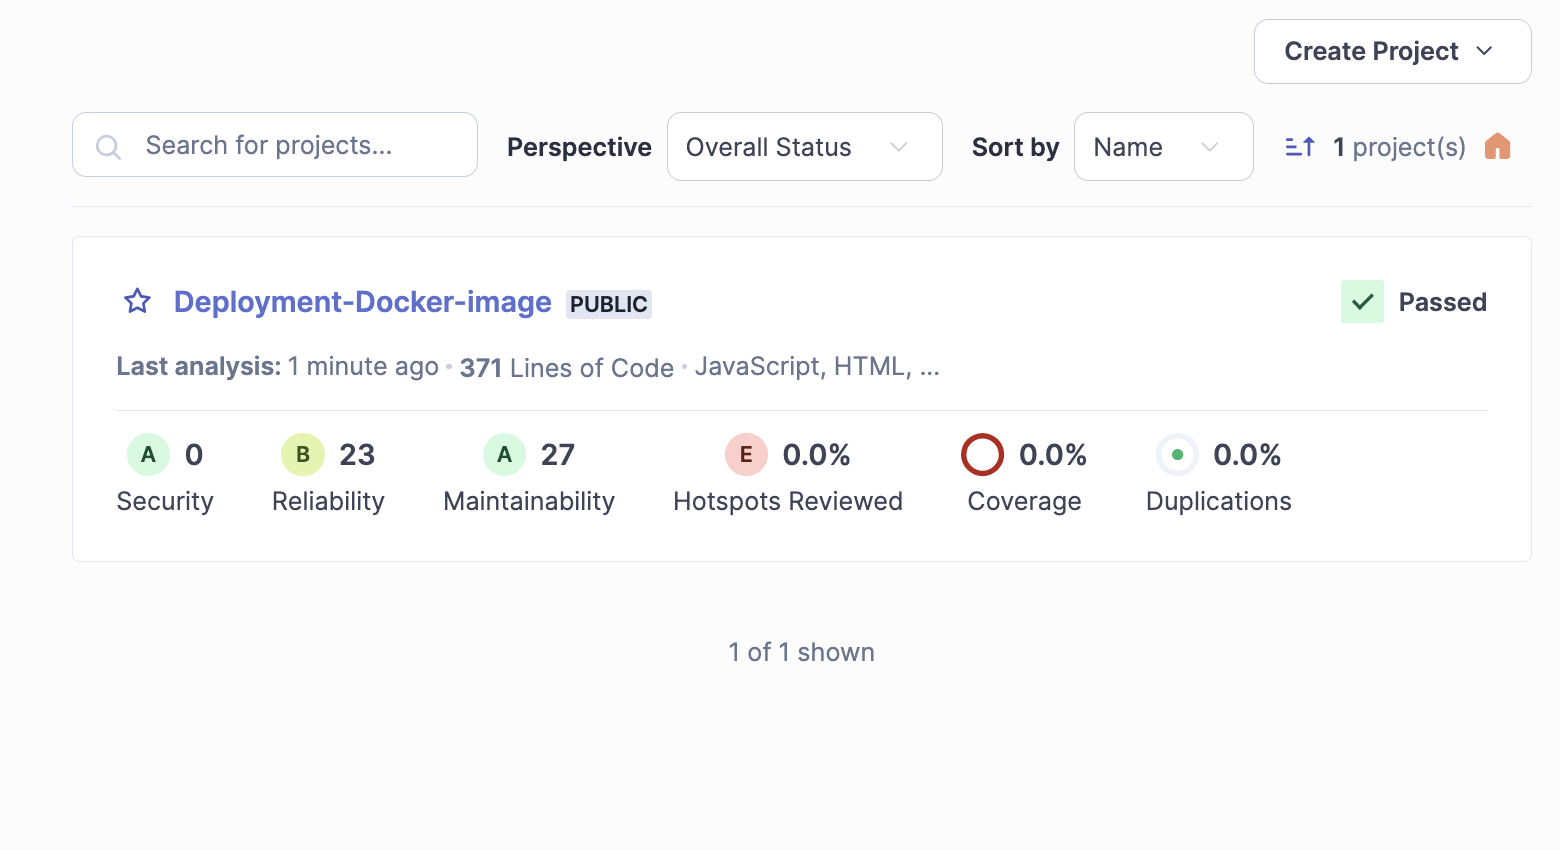 Create Project
Search for projects...
Perspective
Overall Status
Sort by
Name
1 project(s)
Deployment-Docker-image PUBLIC
Passed
Last analysis: 1 minute ago · 371 Lines of Code · JavaScript, HTML, ...
A 0
Security
B 23
Reliability
A 27
Maintainability
E 0.0%
Hotspots Reviewed
0.0%
Coverage
0.0%
Duplications
1 of 1 shown